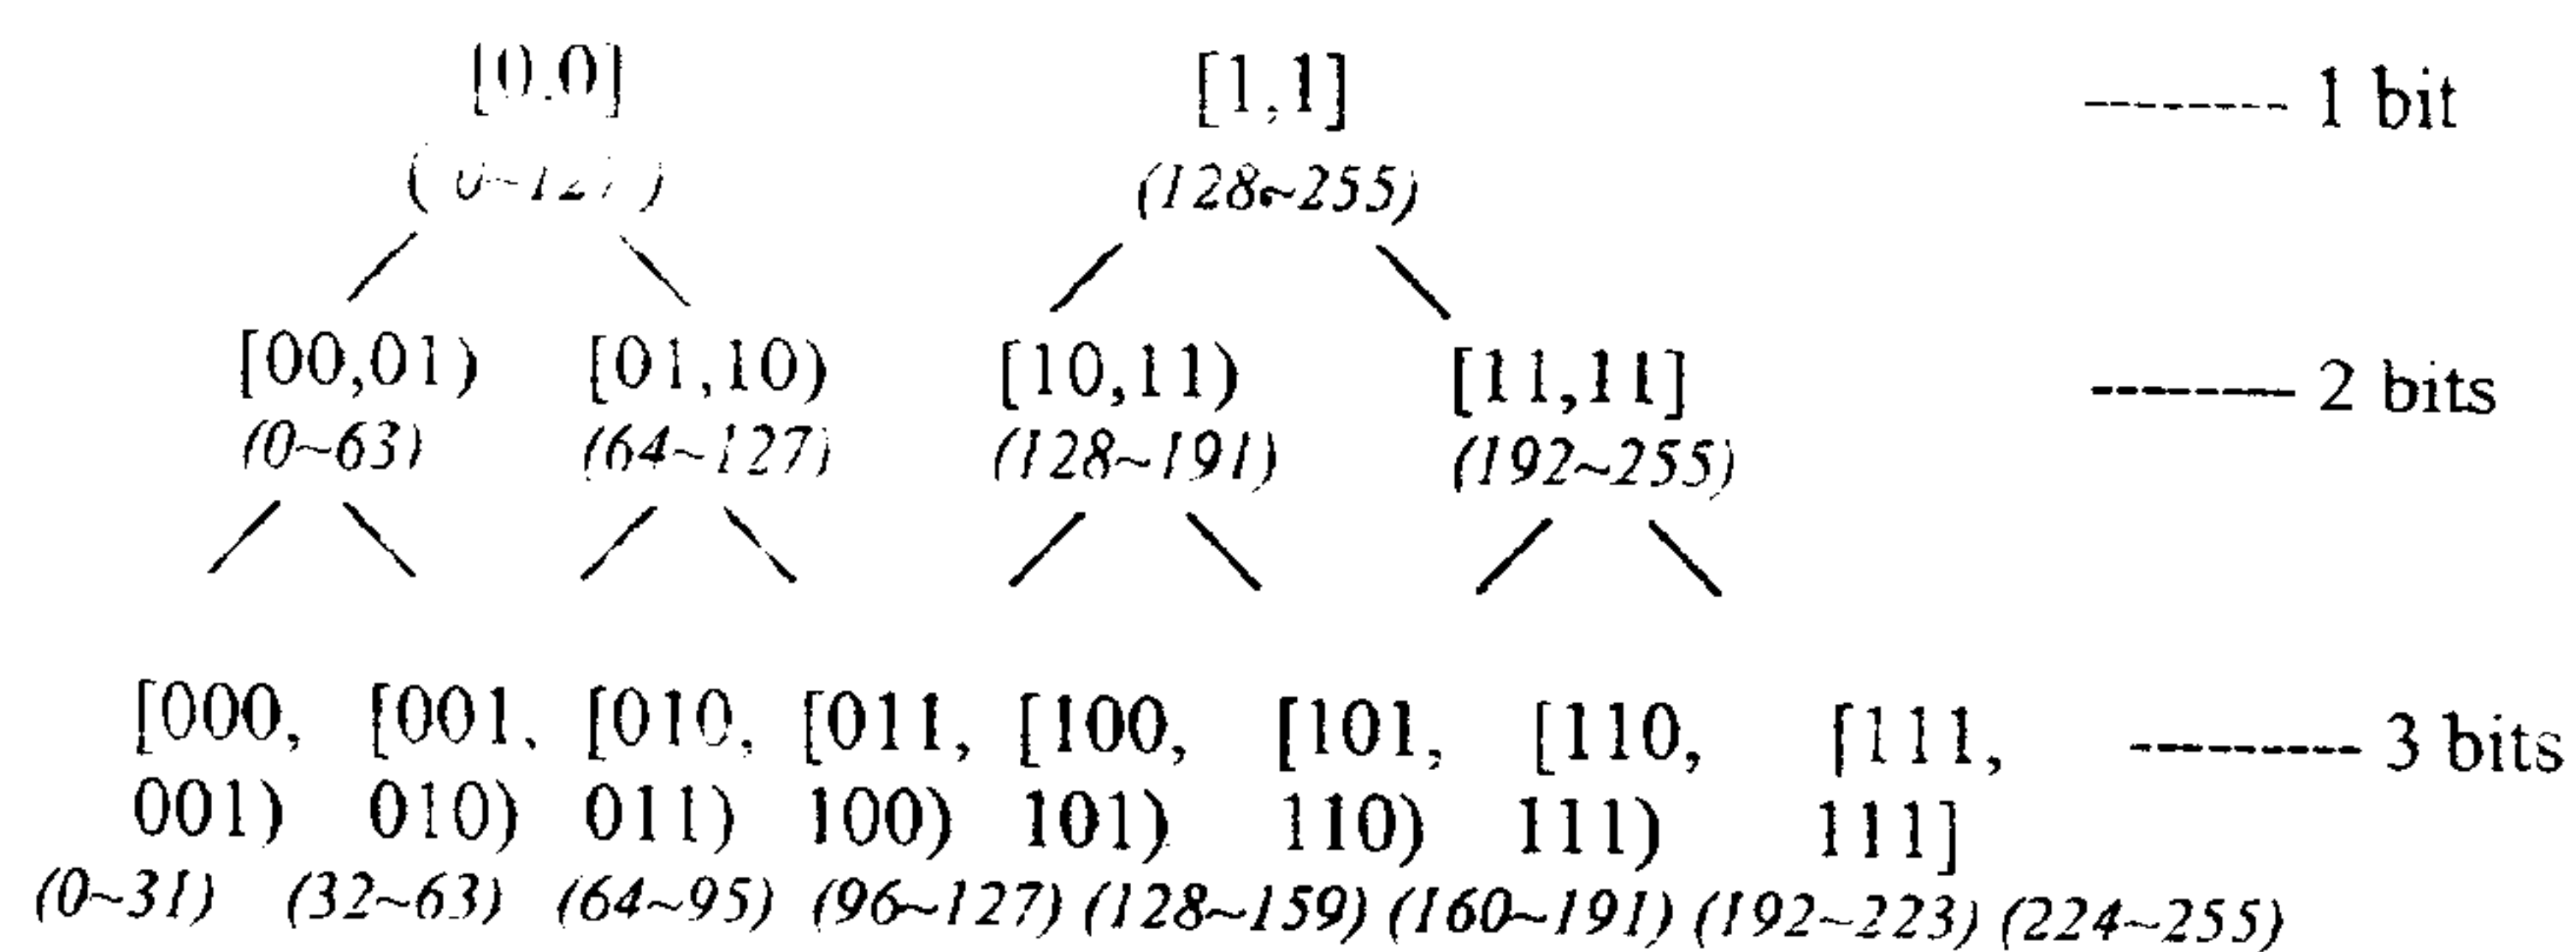 [0.0] [1,1] -------- 1 bit
(0~127) (128~255)
[00,01) [01,10) [10,11) [11,11] -------- 2 bits
(0~63) (64~127) (128~191) (192~255)
[000, [001, [010, [011, [100, [101, [110, [111, --------- 3 bits
001) 010) 011) 100) 101) 110) 111) 111]
(0~31) (32~63) (64~95) (96~127) (128~159) (160~191) (192~223) (224~255)